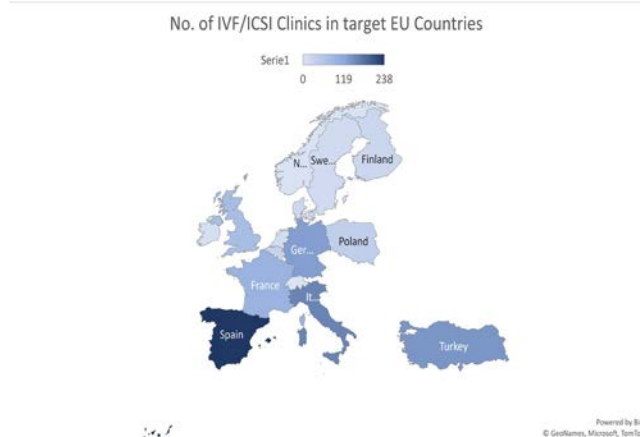 No. of IVF/ICSI Clinics in target EU Countries
Serie1
0 119 238
N... Swe... Finland
Ger... Poland
France
It...
Spain
Turkey
Powered by Bi
© GeoNames, Microsoft, TomTo